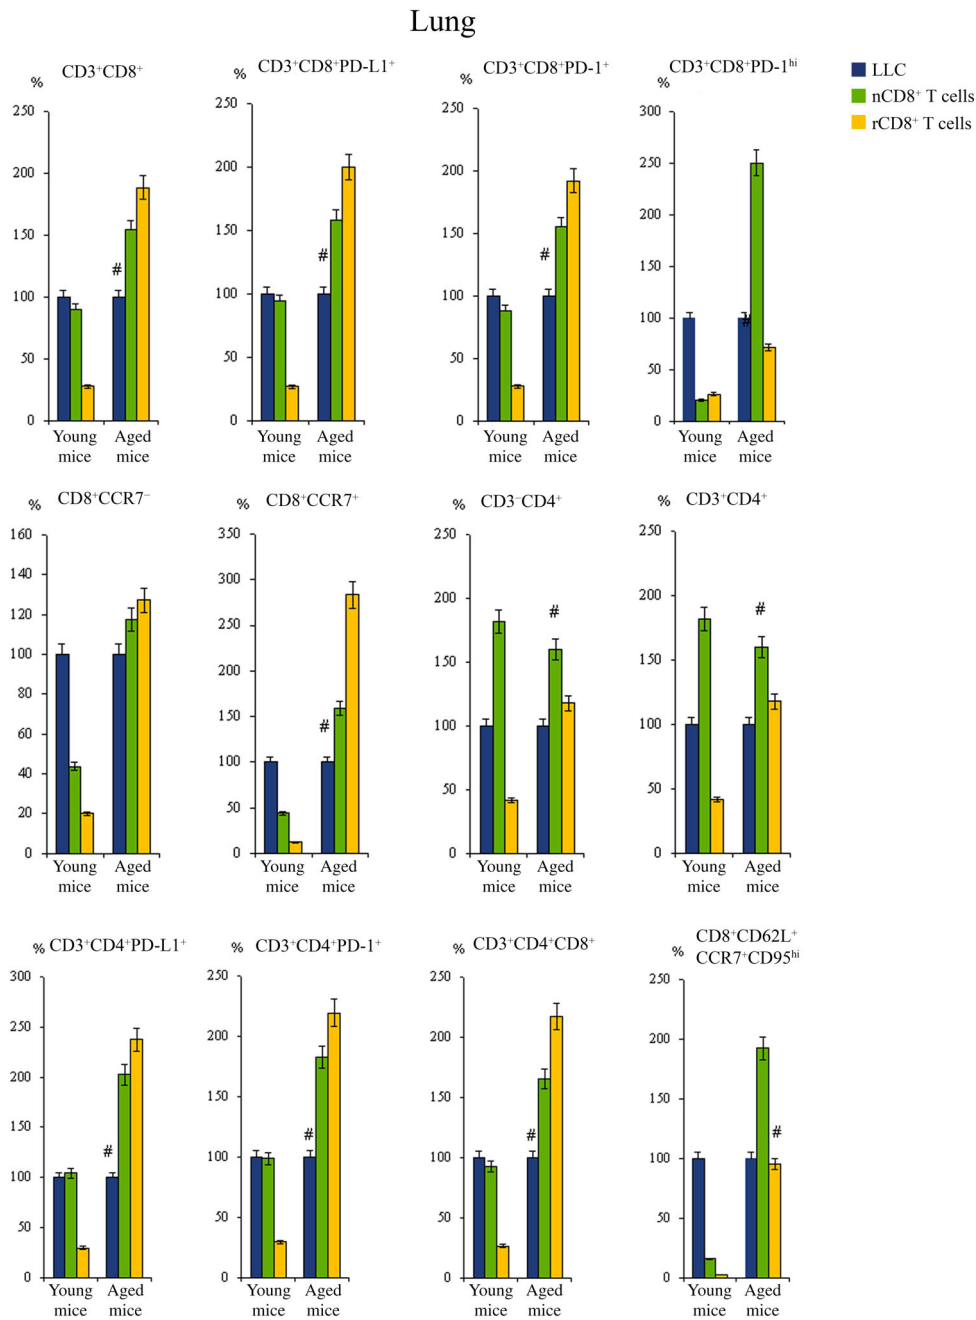 Lung
% CD3⁺CD8⁺
250
200
150
100
50
0
#
Young mice
Aged mice
% CD3⁺CD8⁺PD-L1⁺
250
200
150
100
50
0
#
Young mice
Aged mice
% CD3⁺CD8⁺PD-1⁺
250
200
150
100
50
0
#
Young mice
Aged mice
% CD3⁺CD8⁺PD-1ʰⁱ
300
250
200
150
100
50
0
#
Young mice
Aged mice
LLC
nCD8⁺ T cells
rCD8⁺ T cells
% CD8⁺CCR7⁻
160
140
120
100
80
60
40
20
0
Young mice
Aged mice
% CD8⁺CCR7⁺
350
300
250
200
150
100
50
0
#
Young mice
Aged mice
% CD3⁻CD4⁺
250
200
150
100
50
0
#
Young mice
Aged mice
% CD3⁺CD4⁺
250
200
150
100
50
0
#
Young mice
Aged mice
% CD3⁺CD4⁺PD-L1⁺
300
250
200
150
100
50
0
#
Young mice
Aged mice
% CD3⁺CD4⁺PD-1⁺
250
200
150
100
50
0
#
Young mice
Aged mice
% CD3⁺CD4⁺CD8⁺
250
200
150
100
50
0
#
Young mice
Aged mice
% CD8⁺CD62L⁺
CCR7⁺CD95ʰⁱ
250
200
150
100
50
0
#
Young mice
Aged mice